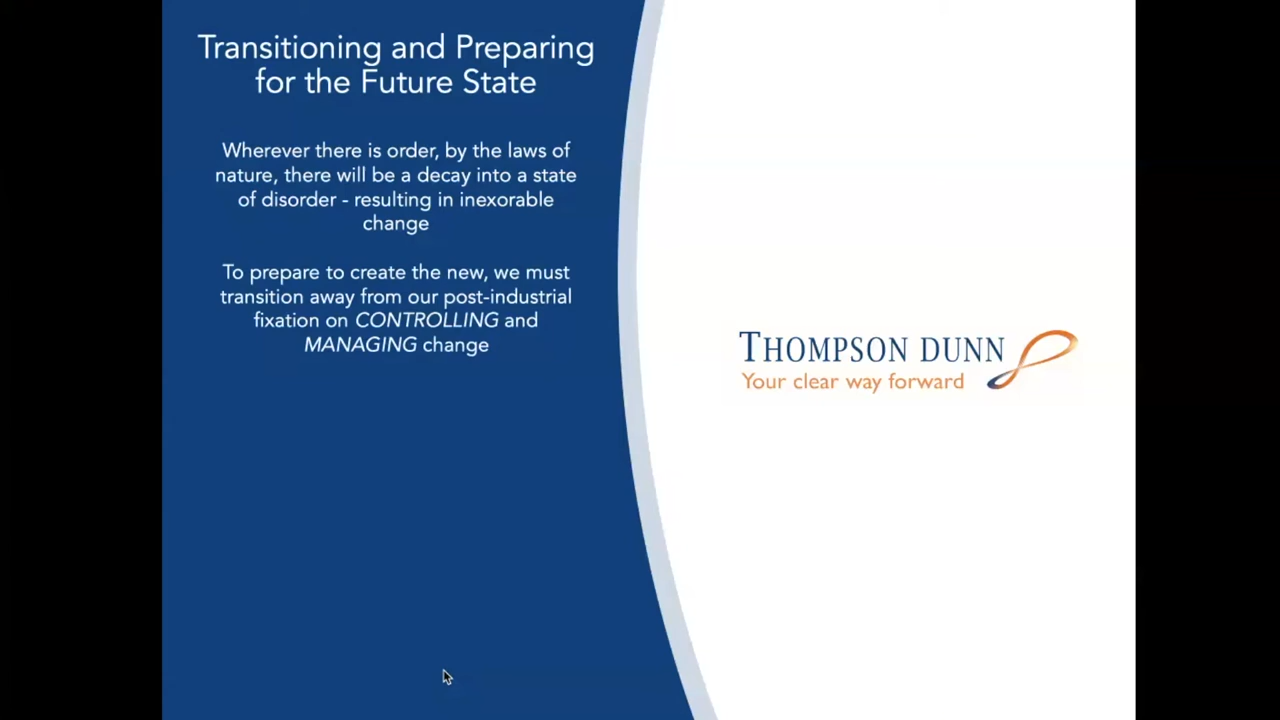 Transitioning and Preparing
for the Future State
Wherever there is order, by the laws of
nature, there will be a decay into a state
of disorder - resulting in inexorable
change
To prepare to create the new, we must
transition away from our post-industrial
fixation on CONTROLLING and
MANAGING change
THOMPSON DUNN
Your clear way forward